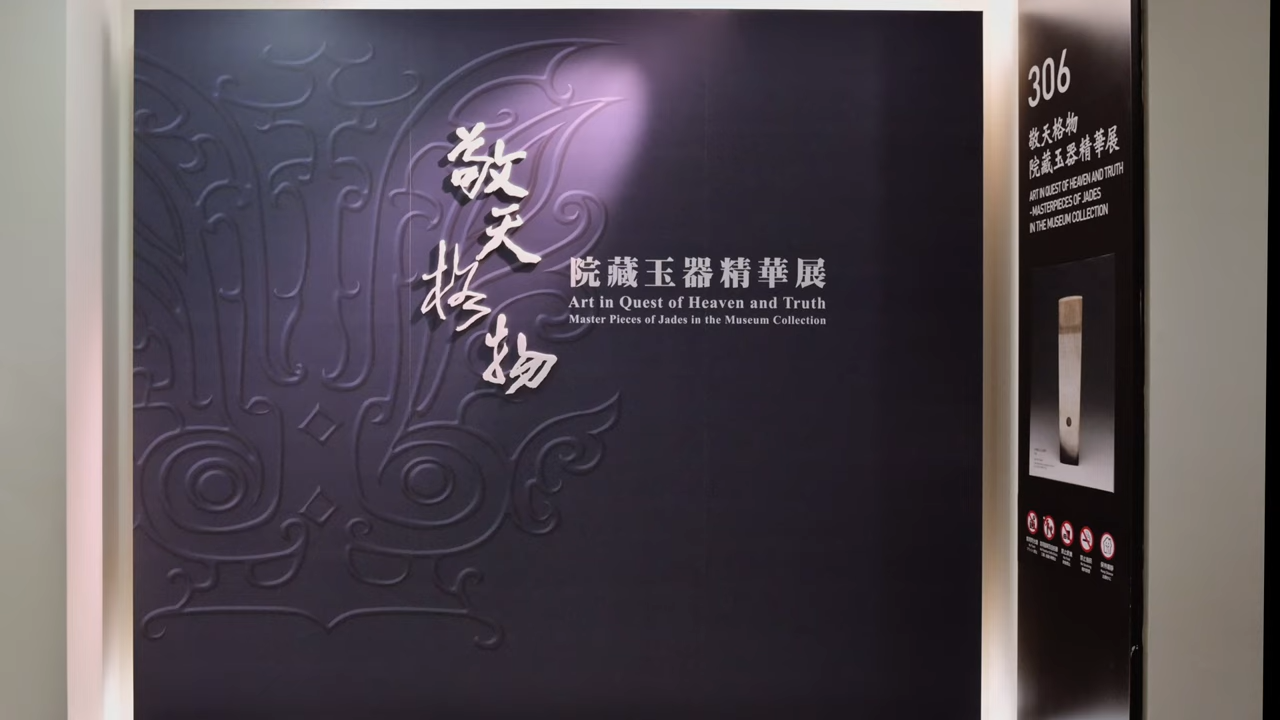 敬天格物
院藏玉器精華展
Art in Quest of Heaven and Truth
Master Pieces of Jades in the Museum Collection
306
敬天格物
院藏玉器精華展
ART IN QUEST OF HEAVEN AND TRUTH
-MASTERPIECES OF JADES
IN THE MUSEUM COLLECTION